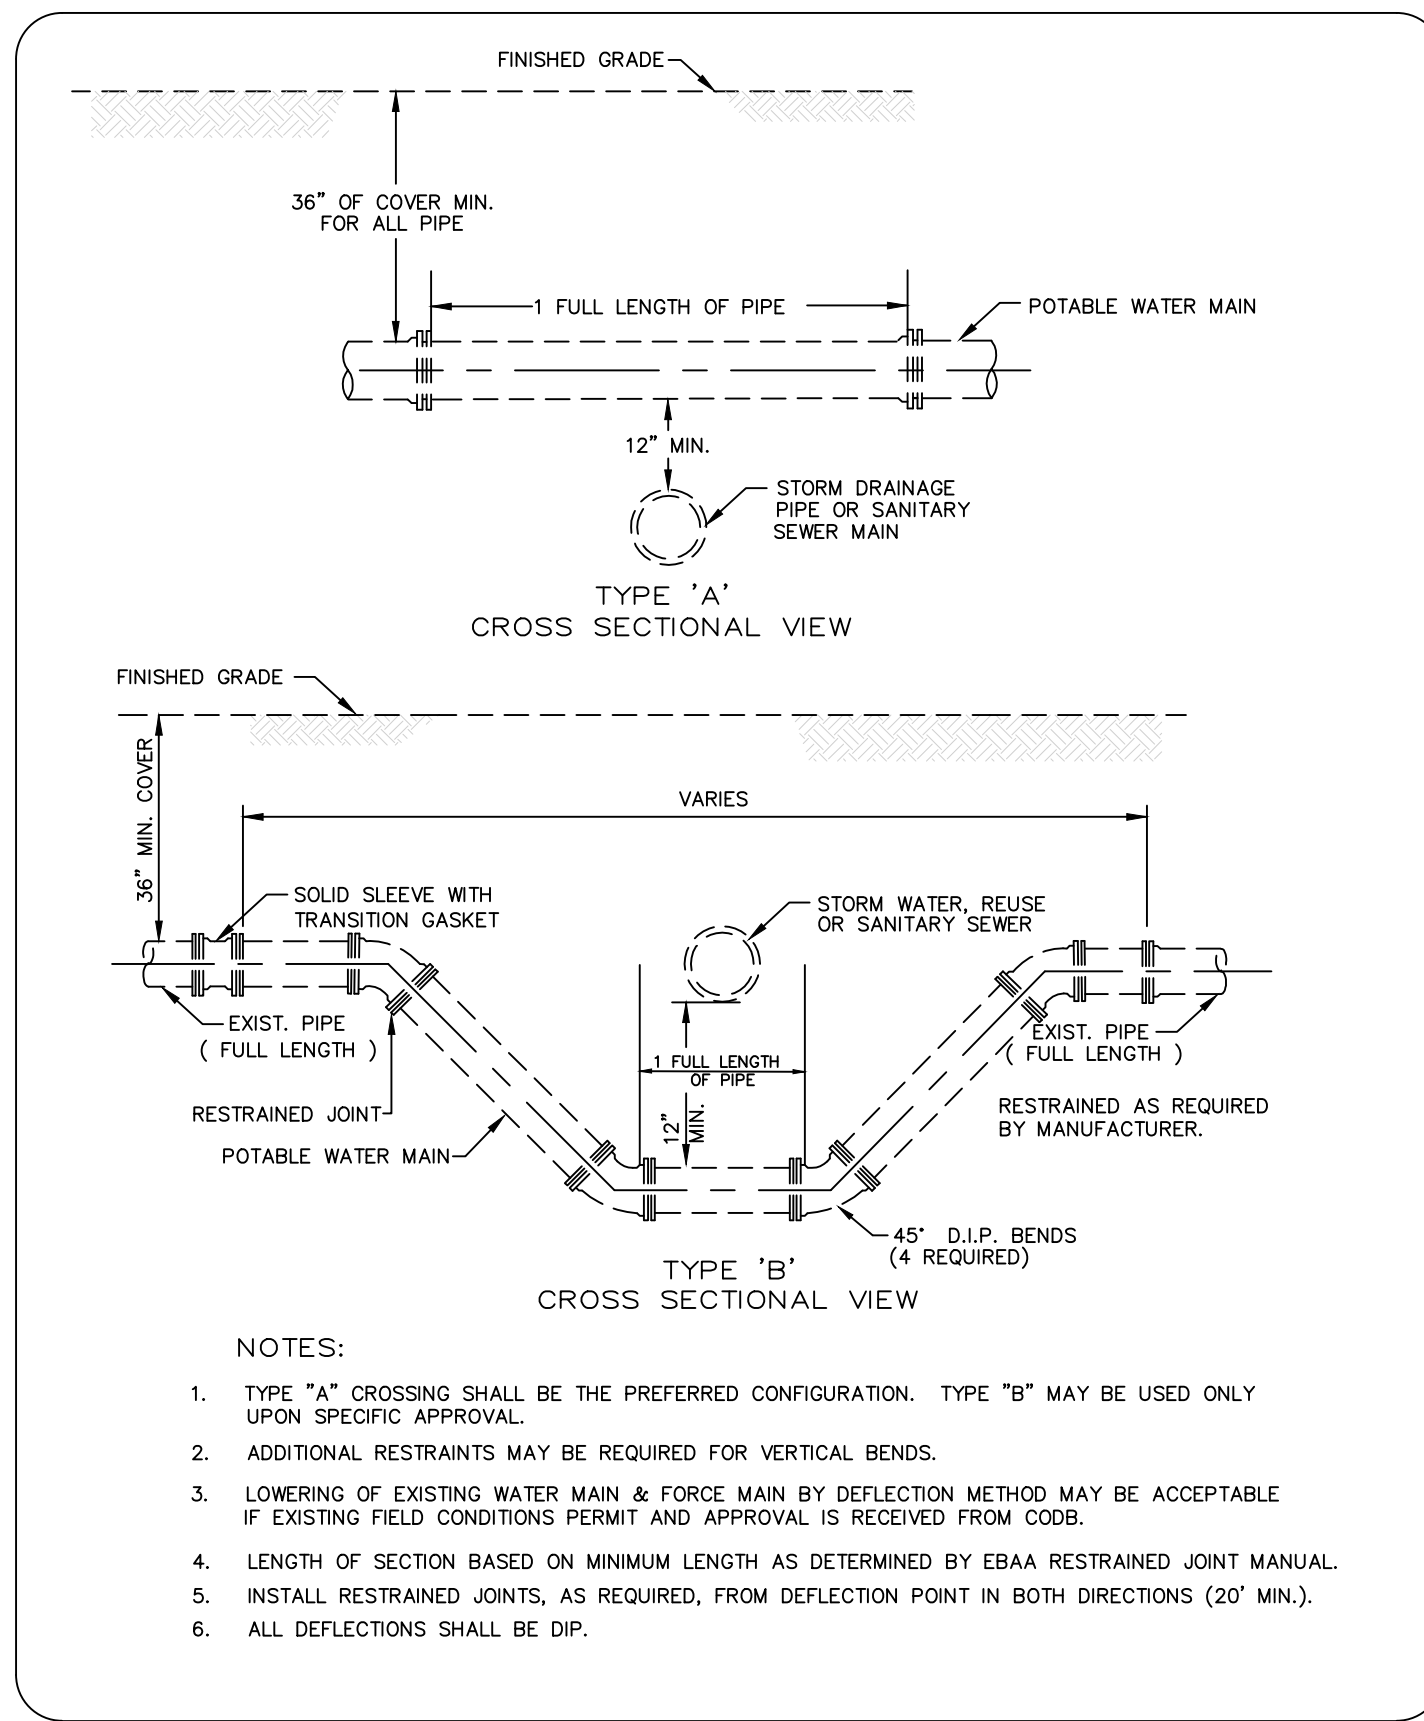 FINISHED GRADE
36" OF COVER MIN.
FOR ALL PIPE
1 FULL LENGTH OF PIPE
POTABLE WATER MAIN
12" MIN.
STORM DRAINAGE
PIPE OR SANITARY
SEWER MAIN
TYPE 'A'
CROSS SECTIONAL VIEW
FINISHED GRADE
36" MIN. COVER
VARIES
SOLID SLEEVE WITH
TRANSITION GASKET
STORM WATER, REUSE
OR SANITARY SEWER
EXIST. PIPE
( FULL LENGTH )
EXIST. PIPE
( FULL LENGTH )
1 FULL LENGTH
OF PIPE
12"
MIN.
RESTRAINED JOINT
RESTRAINED AS REQUIRED
BY MANUFACTURER.
POTABLE WATER MAIN
45° D.I.P. BENDS
(4 REQUIRED)
TYPE 'B'
CROSS SECTIONAL VIEW
NOTES:
1. TYPE "A" CROSSING SHALL BE THE PREFERRED CONFIGURATION. TYPE "B" MAY BE USED ONLY
UPON SPECIFIC APPROVAL.
2. ADDITIONAL RESTRAINTS MAY BE REQUIRED FOR VERTICAL BENDS.
3. LOWERING OF EXISTING WATER MAIN & FORCE MAIN BY DEFLECTION METHOD MAY BE ACCEPTABLE
IF EXISTING FIELD CONDITIONS PERMIT AND APPROVAL IS RECEIVED FROM CODB.
4. LENGTH OF SECTION BASED ON MINIMUM LENGTH AS DETERMINED BY EBAA RESTRAINED JOINT MANUAL.
5. INSTALL RESTRAINED JOINTS, AS REQUIRED, FROM DEFLECTION POINT IN BOTH DIRECTIONS (20' MIN.).
6. ALL DEFLECTIONS SHALL BE DIP.